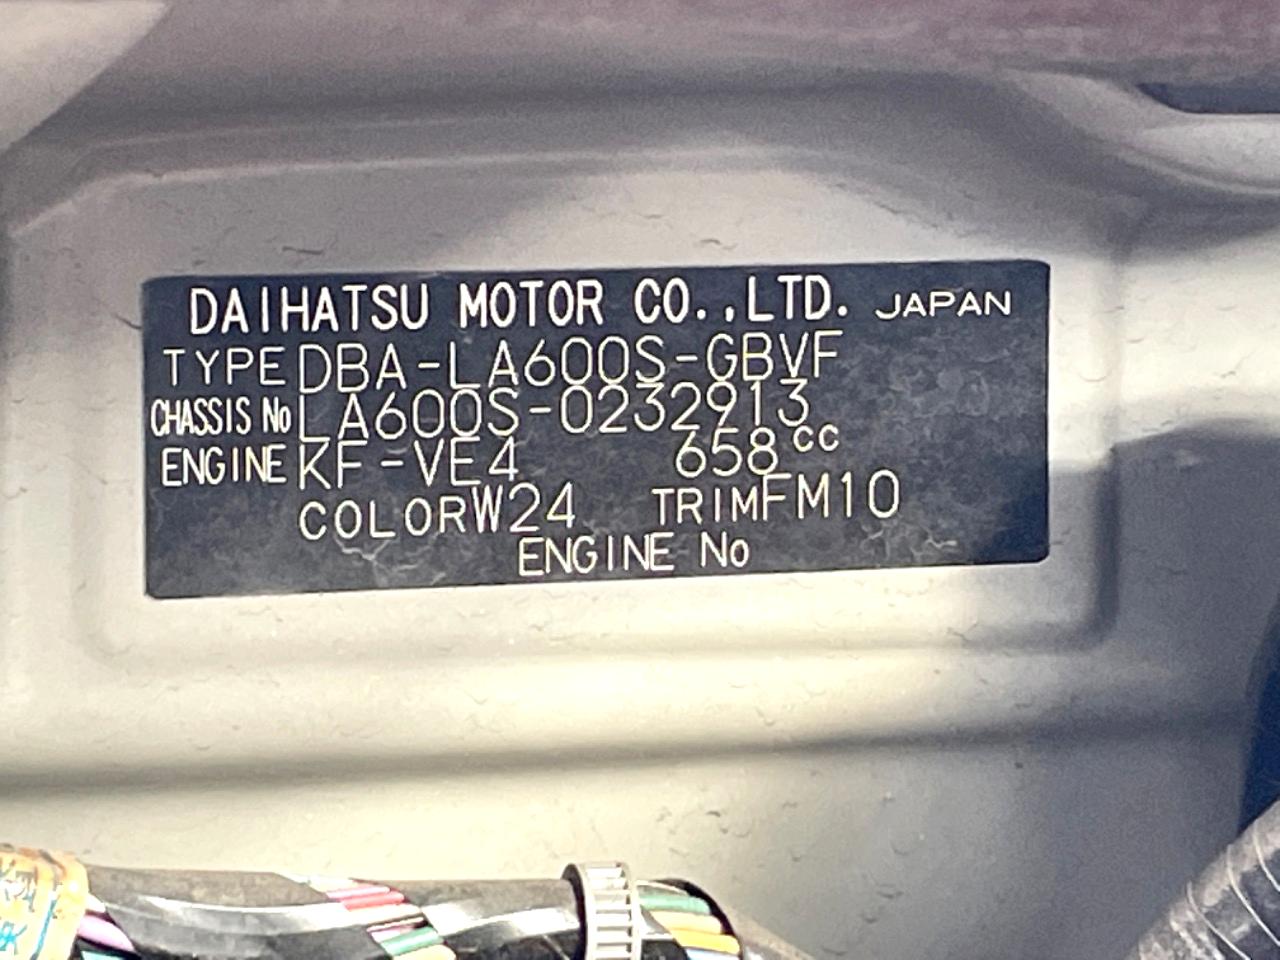 DAIHATSU MOTOR CO.,LTD. JAPAN
TYPE DBA-LA600S-GBVF
CHASSIS No LA600S-0232913
ENGINE KF-VE4 658cc
COLOR W24 TRIM FM10
ENGINE No